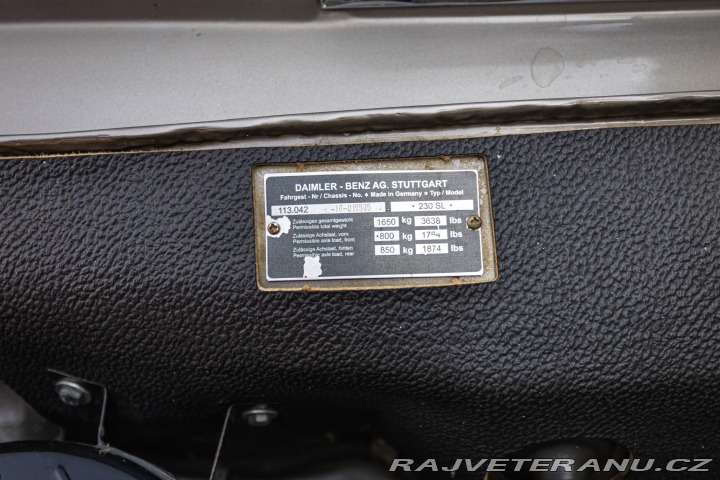 DAIMLER - BENZ AG. STUTTGART
Fahrgest - Nr / Chassis - No. • Made in Germany • Typ / Model
113.042 • 230 SL •
Zulässiges gesamtgewicht 1650 kg 3638 lbs
Permissible total weight
Zulässige Achslast, vorn 800 kg lbs
Permissible axle load, front
Zulässige Achslast, hinten 850 kg 1874 lbs
Permissible axle load, rear
RAJVETERANU.CZ